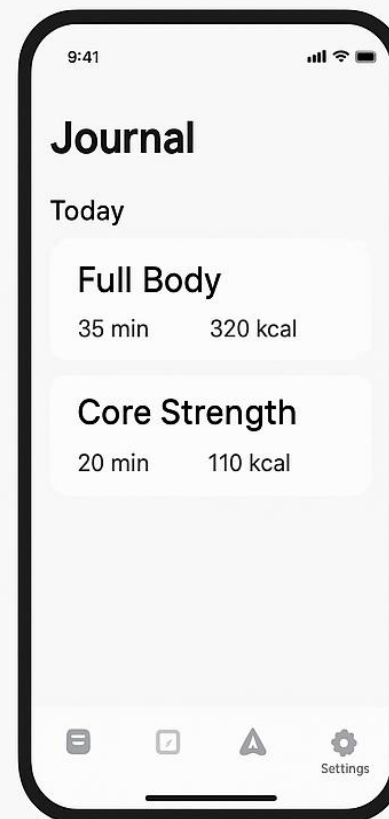 9:41
Journal
Today
Full Body
35 min 320 kcal
Core Strength
20 min 110 kcal
Settings